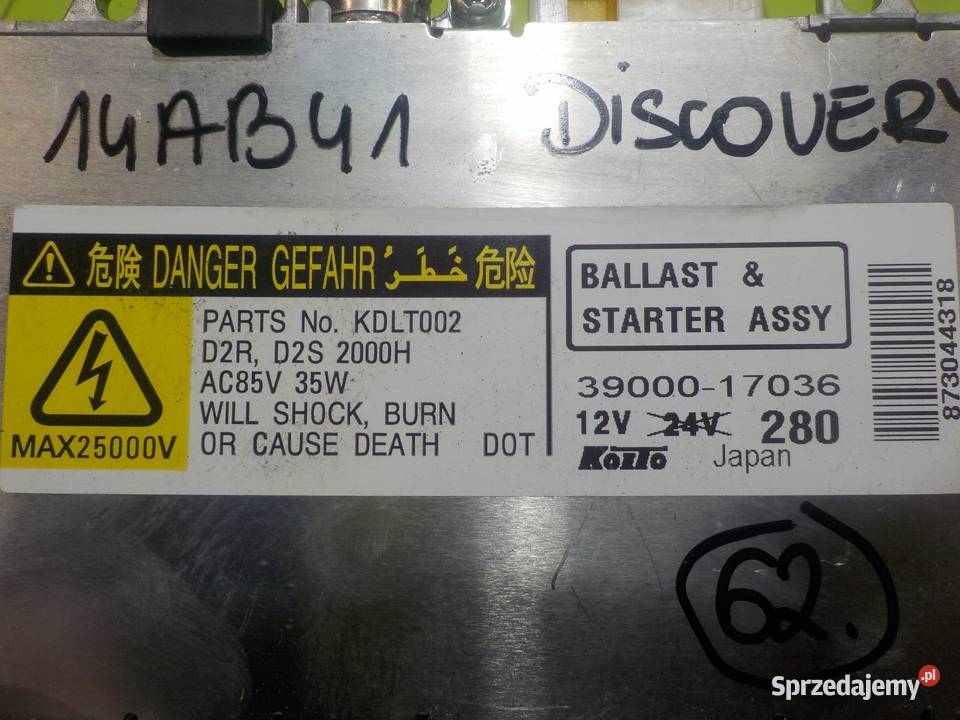 14AB41 DISCOVERY
危険 DANGER GEFAHR خَطَرُ 危险
MAX25000V
PARTS No. KDLT002
D2R, D2S 2000H
AC85V 35W
WILL SHOCK, BURN
OR CAUSE DEATH DOT
BALLAST &
STARTER ASSY
39000-17036
12V 24V 280
KOITO Japan
873044318
62.
Sprzedajemy.pl